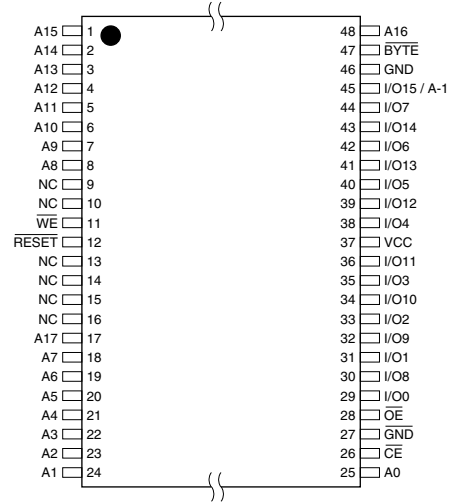 A15 1 48 A16
A14 2 47 BYTE
A13 3 46 GND
A12 4 45 I/O15 / A-1
A11 5 44 I/O7
A10 6 43 I/O14
A9 7 42 I/O6
A8 8 41 I/O13
NC 9 40 I/O5
NC 10 39 I/O12
WE 11 38 I/O4
RESET 12 37 VCC
NC 13 36 I/O11
NC 14 35 I/O3
NC 15 34 I/O10
NC 16 33 I/O2
A17 17 32 I/O9
A7 18 31 I/O1
A6 19 30 I/O8
A5 20 29 I/O0
A4 21 28 OE
A3 22 27 GND
A2 23 26 CE
A1 24 25 A0